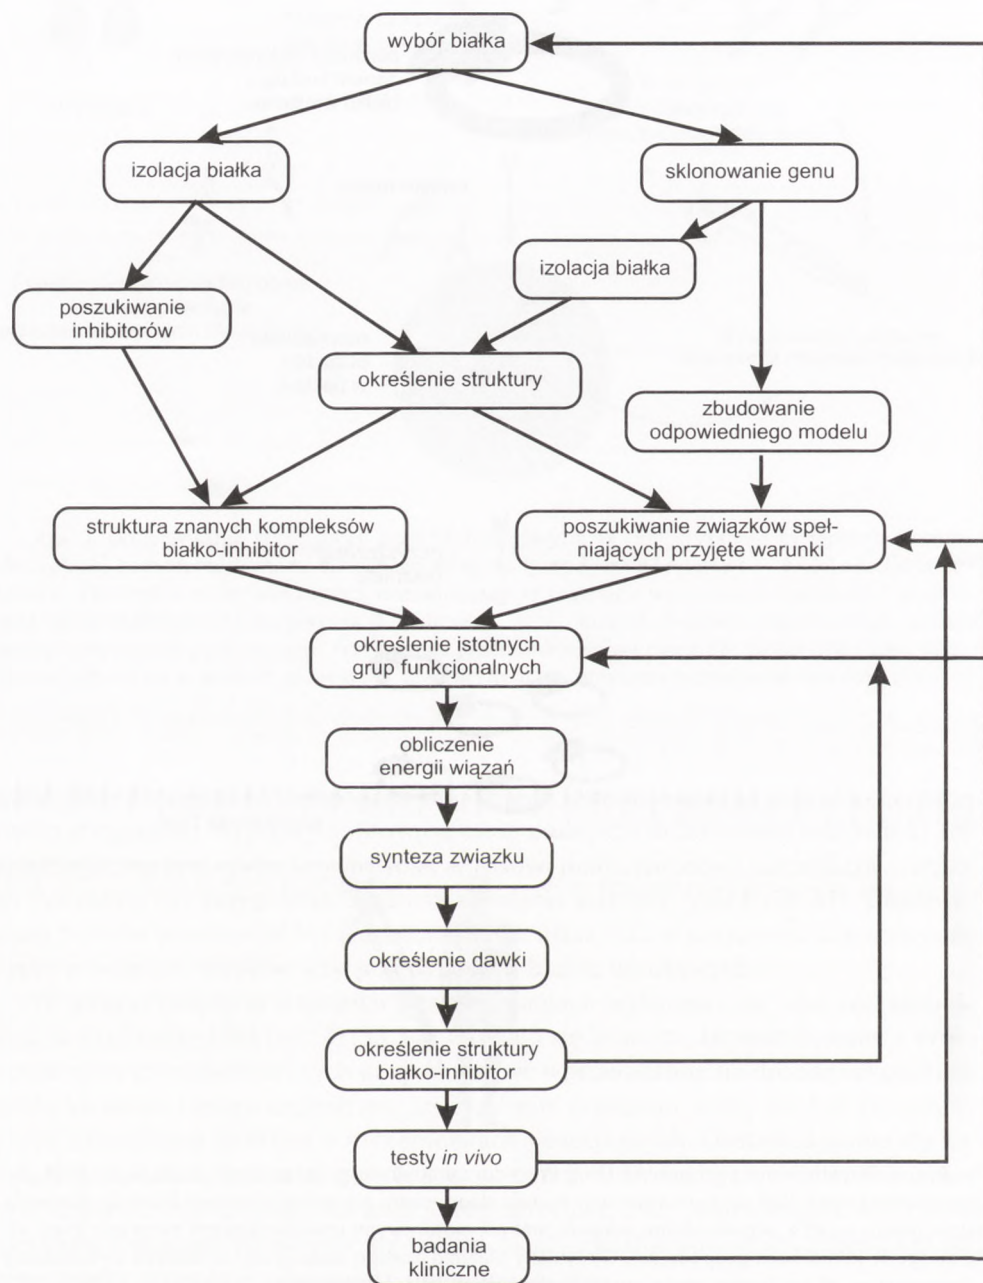 wybór białka
izolacja białka
sklonowanie genu
izolacja białka
poszukiwanie
inhibitorów
określenie struktury
zbudowanie
odpowiedniego modelu
struktura znanych kompleksów
białko-inhibitor
poszukiwanie związków speł-
niających przyjęte warunki
określenie istotnych
grup funkcjonalnych
obliczenie
energii wiązań
synteza związku
określenie dawki
określenie struktury
białko-inhibitor
testy in vivo
badania
kliniczne